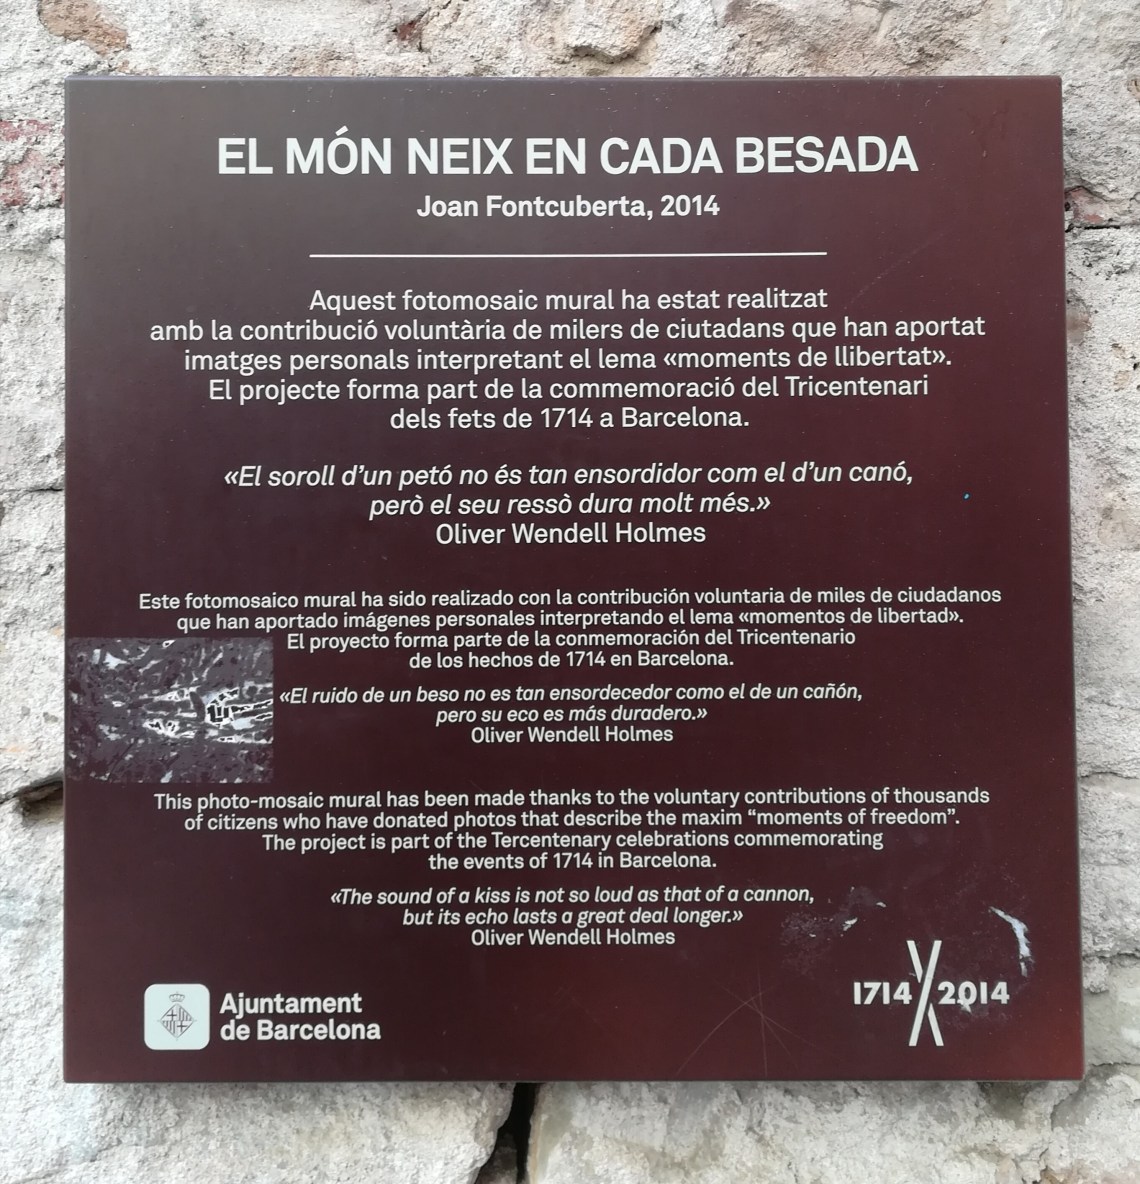 EL MÓN NEIX EN CADA BESADA
Joan Fontcuberta, 2014
Aquest fotomosaic mural ha estat realitzat
amb la contribució voluntària de milers de ciutadans que han aportat
imatges personals interpretant el lema «moments de llibertat».
El projecte forma part de la commemoració del Tricentenari
dels fets de 1714 a Barcelona.
«El soroll d’un petó no és tan ensordidor com el d’un canó,
però el seu ressò dura molt més.»
Oliver Wendell Holmes
Este fotomosaico mural ha sido realizado con la contribución voluntaria de miles de ciudadanos
que han aportado imágenes personales interpretando el lema «momentos de libertad».
El proyecto forma parte de la conmemoración del Tricentenario
de los hechos de 1714 en Barcelona.
«El ruido de un beso no es tan ensordecedor como el de un cañón,
pero su eco es más duradero.»
Oliver Wendell Holmes
This photo-mosaic mural has been made thanks to the voluntary contributions of thousands
of citizens who have donated photos that describe the maxim “moments of freedom”.
The project is part of the Tercentenary celebrations commemorating
the events of 1714 in Barcelona.
«The sound of a kiss is not so loud as that of a cannon,
but its echo lasts a great deal longer.»
Oliver Wendell Holmes
Ajuntament
de Barcelona
1714 2014